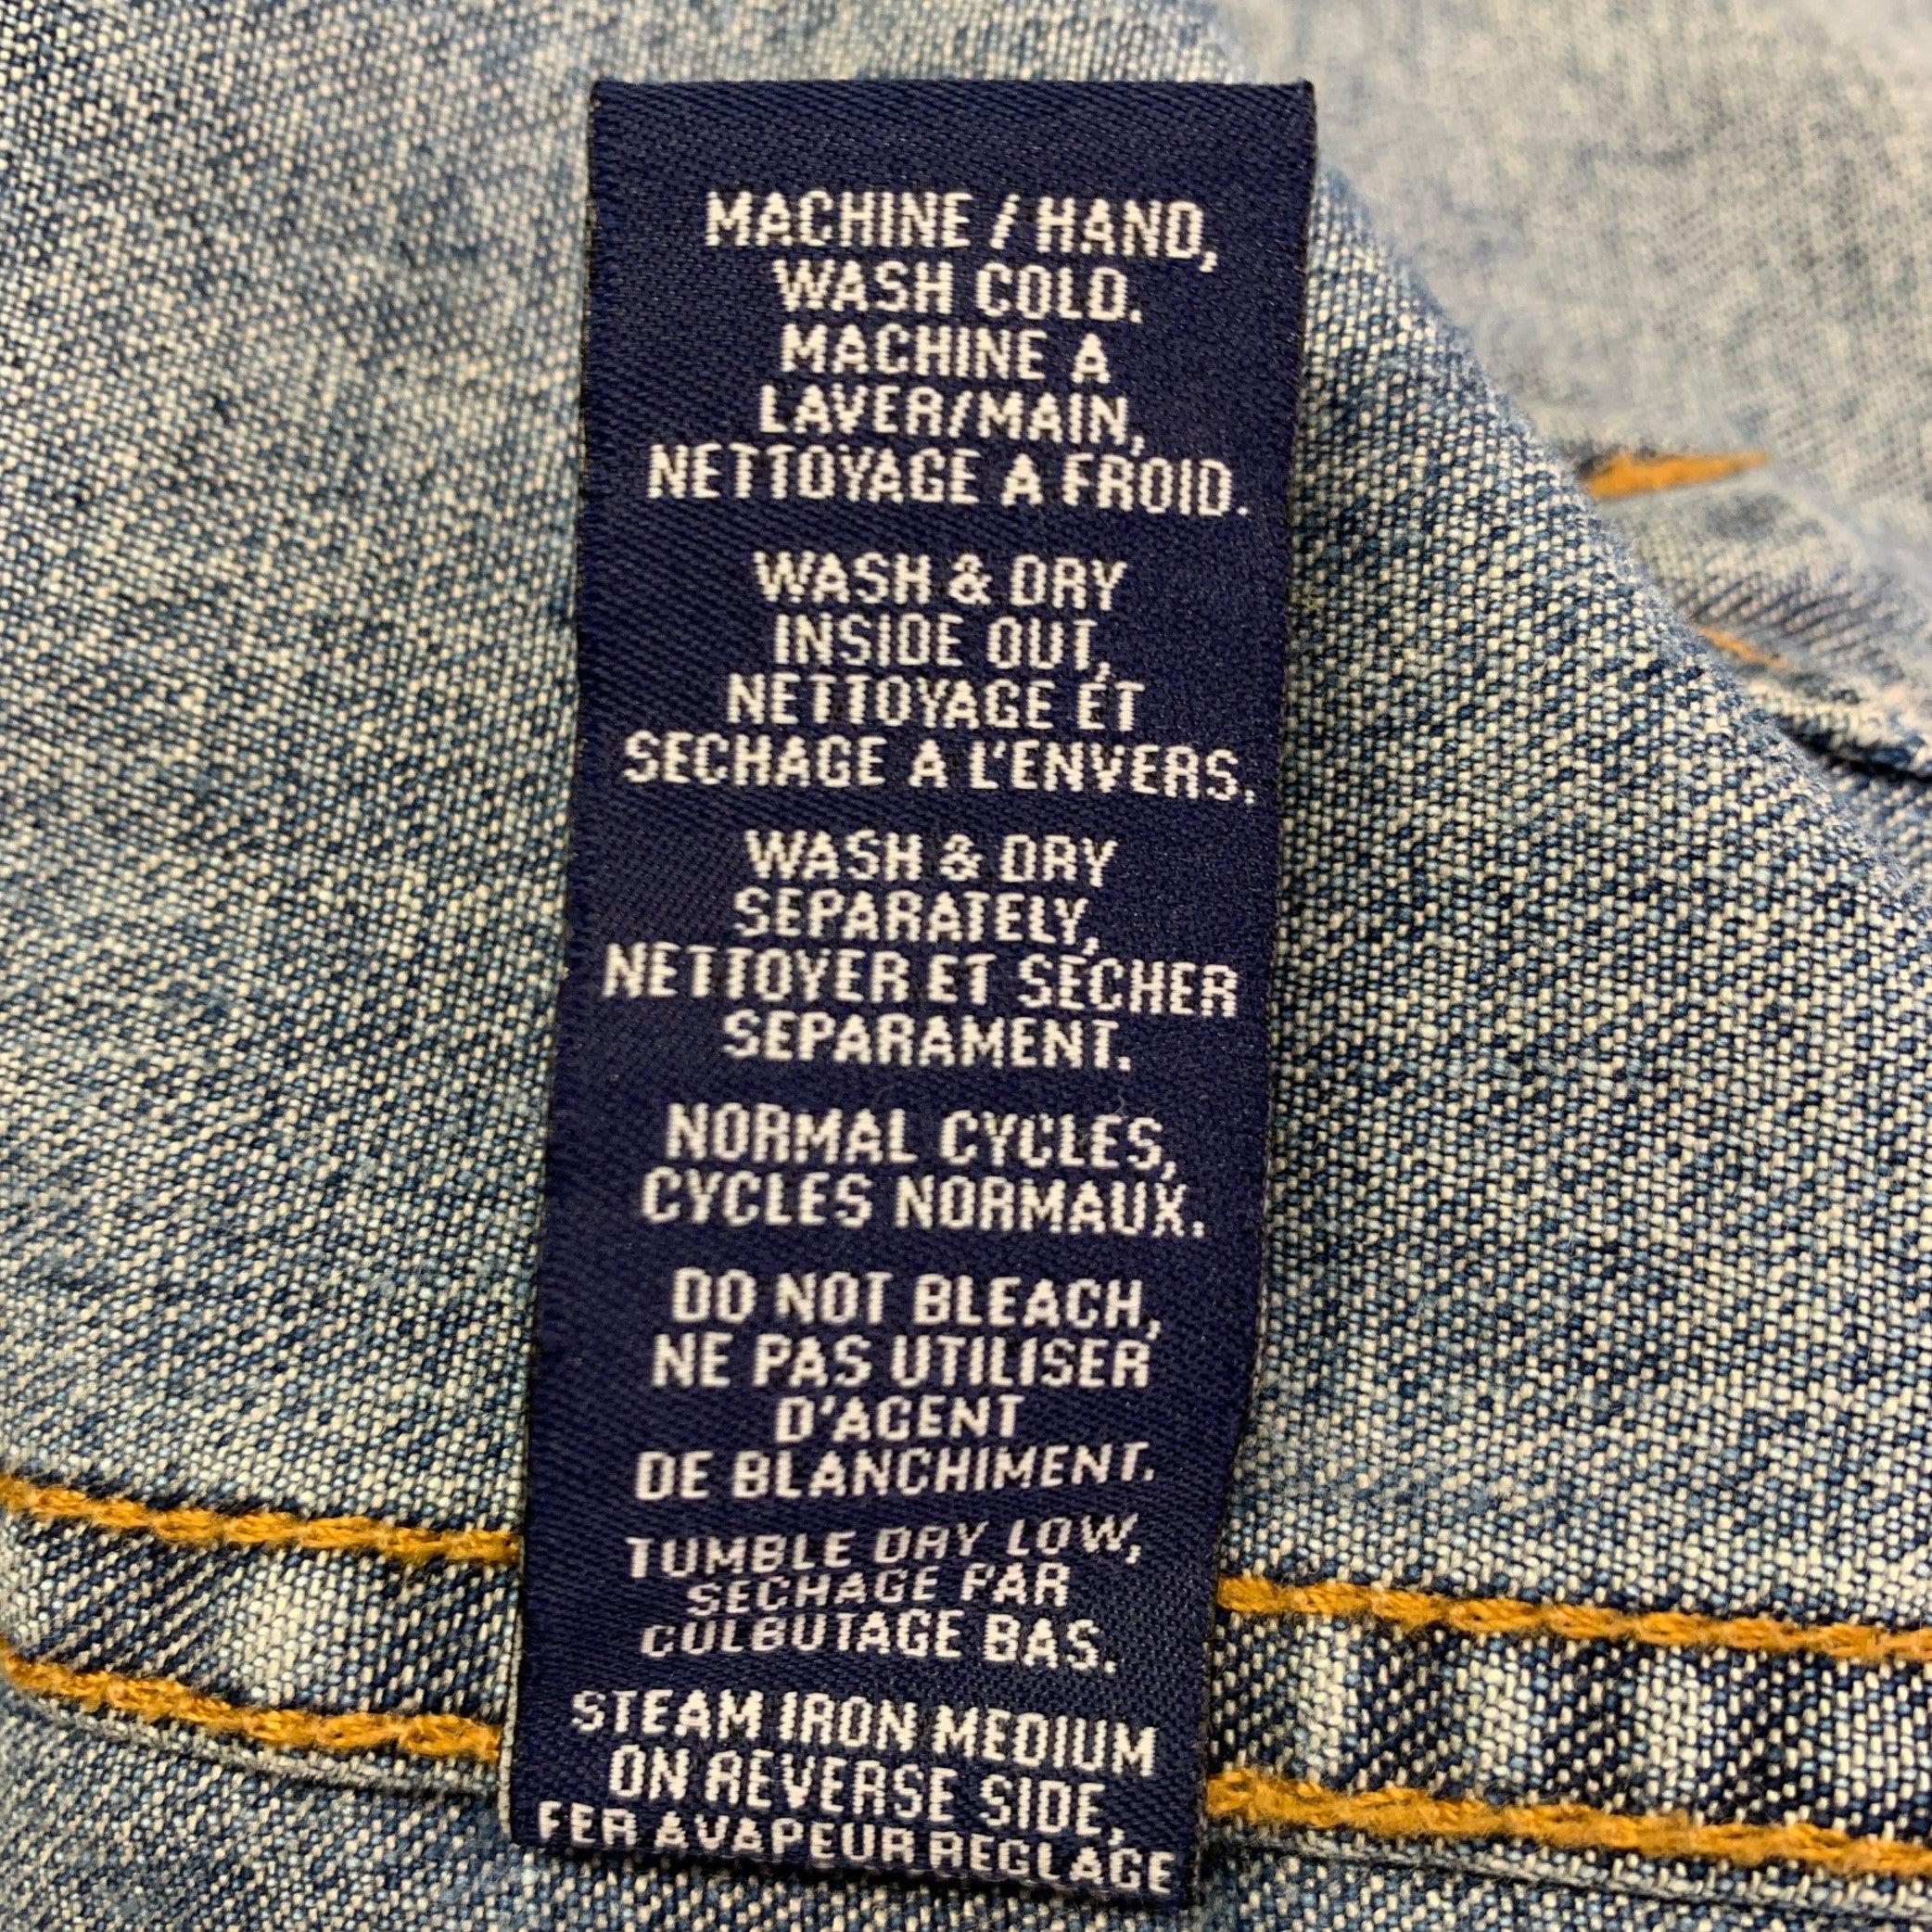 MACHINE / HAND,
WASH COLD.
MACHINE A
LAVER/MAIN,
NETTOYAGE A FROID.
WASH & DRY
INSIDE OUT,
NETTOYAGE ET
SECHAGE A L'ENVERS.
WASH & DRY
SEPARATELY,
NETTOYER ET SECHER
SEPARAMENT.
NORMAL CYCLES,
CYCLES NORMAUX.
DO NOT BLEACH,
NE PAS UTILISER
D'AGENT
DE BLANCHIMENT.
TUMBLE DRY LOW,
SECHAGE PAR
CULBUTAGE BAS.
STEAM IRON MEDIUM
ON REVERSE SIDE,
FER A VAPEUR REGLAGE